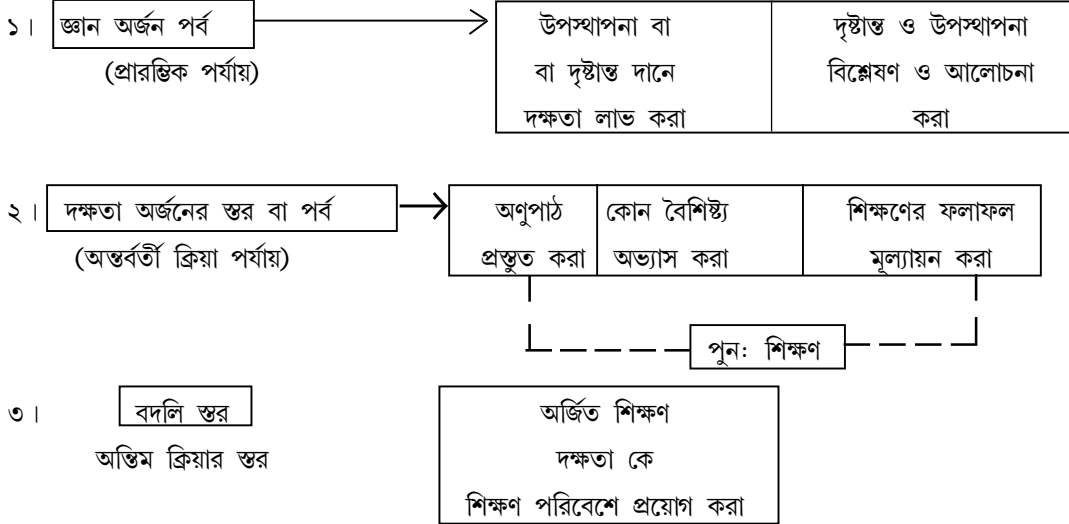 ১। জ্ঞান অর্জন পর্ব উপস্থাপনা বা দৃষ্টান্ত ও উপস্থাপনা
(প্রারম্ভিক পর্যায়) বা দৃষ্টান্ত দানে বিশ্লেষণ ও আলোচনা
দক্ষতা লাভ করা করা
২। দক্ষতা অর্জনের স্তর বা পর্ব অণুপাঠ কোন বৈশিষ্ট্য শিক্ষণের ফলাফল
(অন্তর্বর্তী ক্রিয়া পর্যায়) প্রস্তুত করা অভ্যাস করা মূল্যায়ন করা
পুন: শিক্ষণ
৩। বদলি স্তর অর্জিত শিক্ষণ
অন্তিম ক্রিয়ার স্তর দক্ষতা কে
শিক্ষণ পরিবেশে প্রয়োগ করা